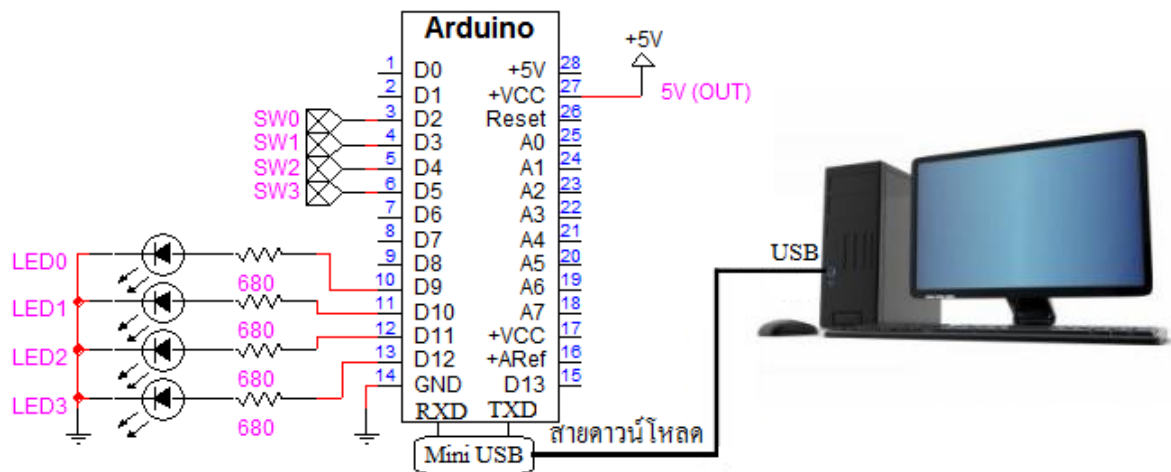 Arduino
1 D0 +5V 28
2 D1 +VCC 27
3 D2 Reset 26
4 D3 A0 25
5 D4 A1 24
6 D5 A2 23
7 D6 A3 22
8 D7 A4 21
9 D8 A5 20
10 D9 A6 19
11 D10 A7 18
12 D11 +VCC 17
13 D12 +ARef 16
14 GND D13 15
RXD TXD
Mini USB
+5V
5V (OUT)
SW0
SW1
SW2
SW3
LED0
680
LED1
680
LED2
680
LED3
680
USB
สายดาวน์โหลด